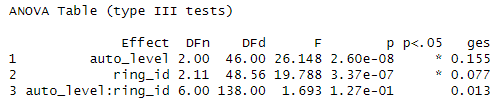 ANOVA Table (type III tests)
Effect DFn DFd F p p<.05 ges
1 auto_level 2.00 46.00 26.148 2.60e-08 * 0.155
2 ring_id 2.11 48.56 19.788 3.37e-07 * 0.077
3 auto_level:ring_id 6.00 138.00 1.693 1.27e-01 0.013